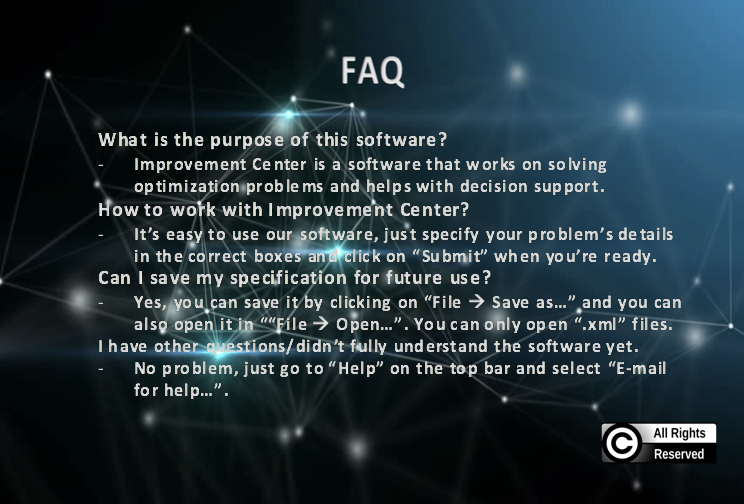 FAQ
What is the purpose of this software?
- Improvement Center is a software that works on solving
optimization problems and helps with decision support.
How to work with Improvement Center?
- It’s easy to use our software, just specify your problem’s details
in the correct boxes and click on “Submit” when you’re ready.
Can I save my specification for future use?
- Yes, you can save it by clicking on “File → Save as…” and you can
also open it in ““File → Open…”. You can only open “.xml” files.
I have other questions/didn’t fully understand the software yet.
- No problem, just go to “Help” on the top bar and select “E-mail
for help…”.
© All Rights
Reserved